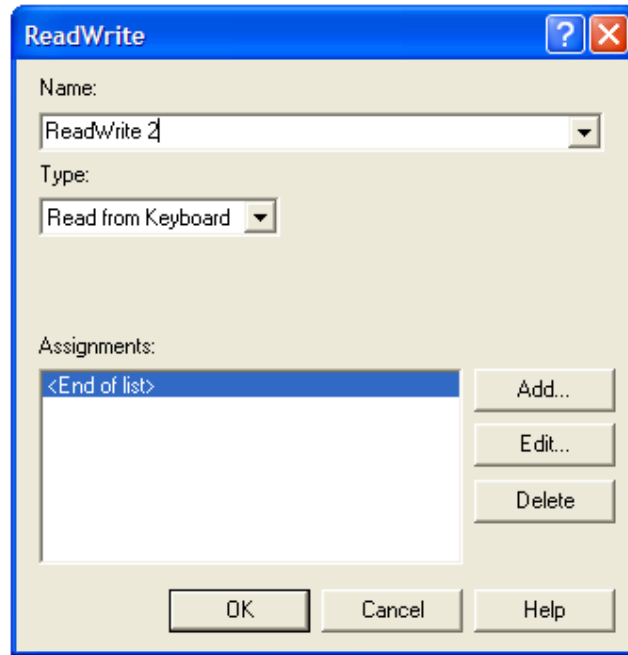 ReadWrite
Name:
ReadWrite 2
Type:
Read from Keyboard
Assignments:
<End of list>
Add...
Edit...
Delete
OK Cancel Help